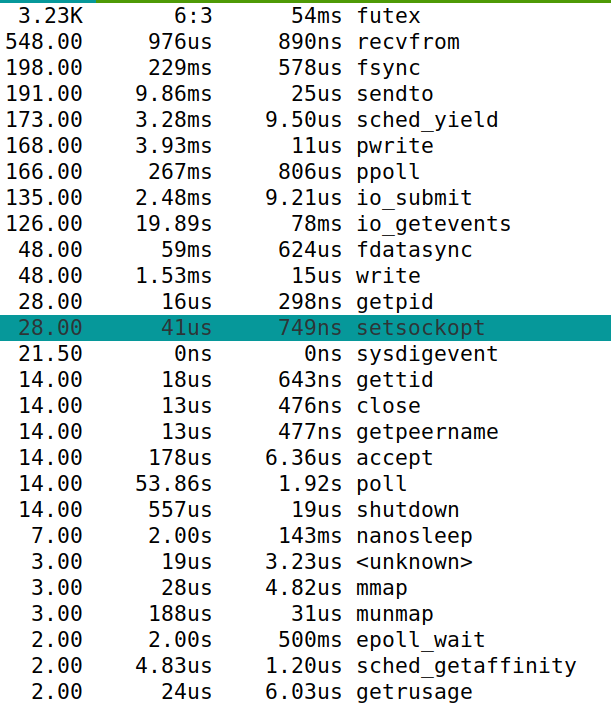 3.23K 6:3 54ms futex
548.00 976us 890ns recvfrom
198.00 229ms 578us fsync
191.00 9.86ms 25us sendto
173.00 3.28ms 9.50us sched_yield
168.00 3.93ms 11us pwrite
166.00 267ms 806us ppoll
135.00 2.48ms 9.21us io_submit
126.00 19.89s 78ms io_getevents
48.00 59ms 624us fdatasync
48.00 1.53ms 15us write
28.00 16us 298ns getpid
28.00 41us 749ns setsockopt
21.50 0ns 0ns sysdigevent
14.00 18us 643ns gettid
14.00 13us 476ns close
14.00 13us 477ns getpeername
14.00 178us 6.36us accept
14.00 53.86s 1.92s poll
14.00 557us 19us shutdown
7.00 2.00s 143ms nanosleep
3.00 19us 3.23us <unknown>
3.00 28us 4.82us mmap
3.00 188us 31us munmap
2.00 2.00s 500ms epoll_wait
2.00 4.83us 1.20us sched_getaffinity
2.00 24us 6.03us getrusage